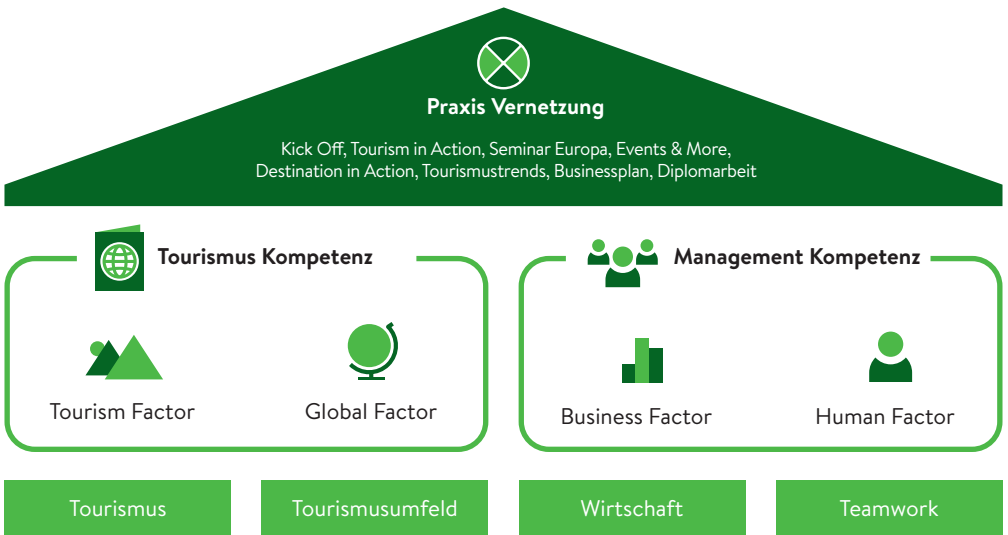 Praxis Vernetzung
Kick Off, Tourism in Action, Seminar Europa, Events & More,
Destination in Action, Tourismustrends, Businessplan, Diplomarbeit
Tourismus Kompetenz
Tourism Factor
Global Factor
Management Kompetenz
Business Factor
Human Factor
Tourismus
Tourismusumfeld
Wirtschaft
Teamwork